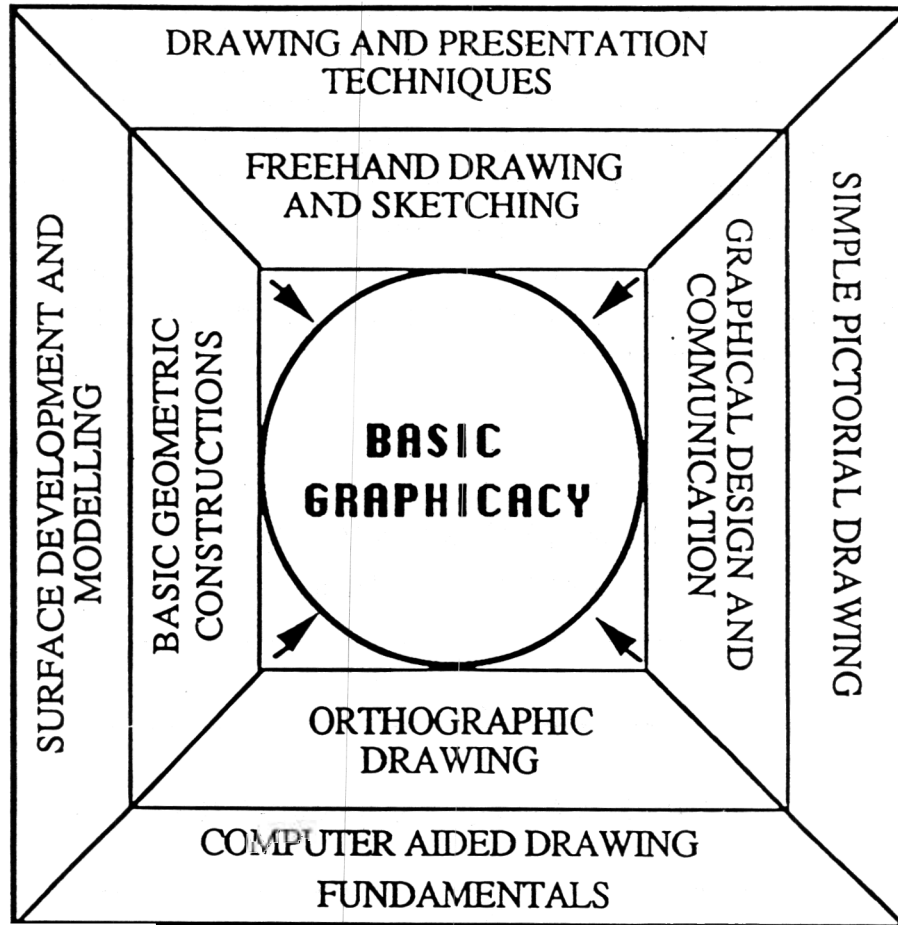 DRAWING AND PRESENTATION
TECHNIQUES
FREEHAND DRAWING
AND SKETCHING
SURFACE DEVELOPMENT AND
MODELLING
BASIC GEOMETRIC
CONSTRUCTIONS
BASIC
GRAPHICACY
GRAPHICAL DESIGN AND
COMMUNICATION
SIMPLE PICTORIAL DRAWING
ORTHOGRAPHIC
DRAWING
COMPUTER AIDED DRAWING
FUNDAMENTALS